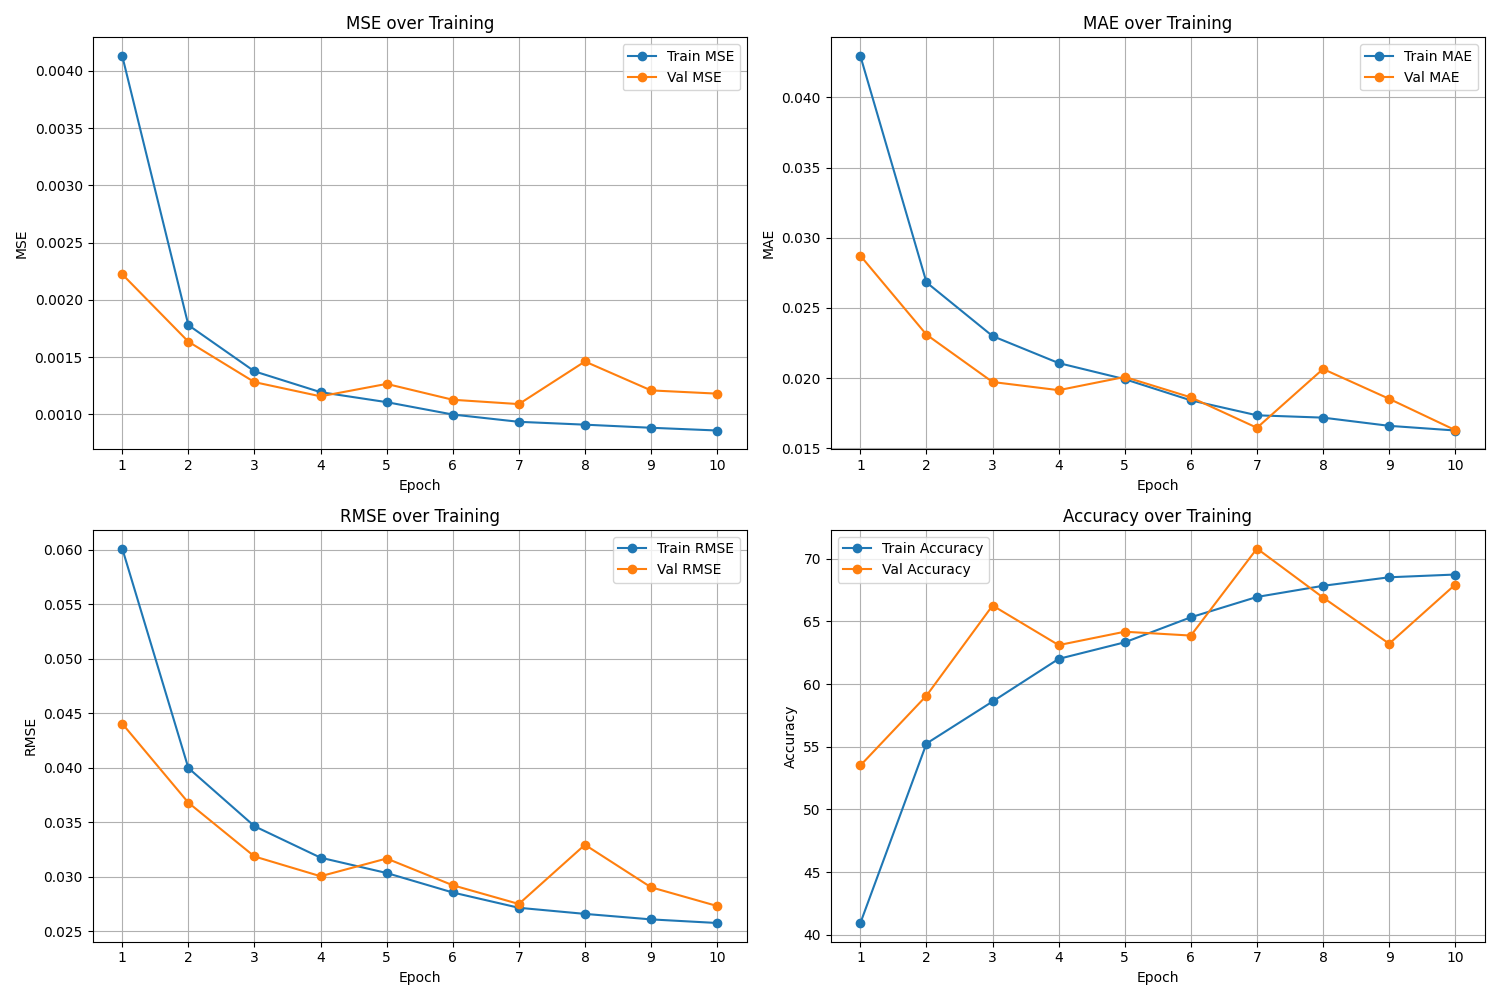 MSE over Training
MSE
0.0040
0.0035
0.0030
0.0025
0.0020
0.0015
0.0010
Train MSE
Val MSE
1 2 3 4 5 6 7 8 9 10
Epoch
MAE over Training
MAE
0.040
0.035
0.030
0.025
0.020
0.015
Train MAE
Val MAE
1 2 3 4 5 6 7 8 9 10
Epoch
RMSE over Training
RMSE
0.060
0.055
0.050
0.045
0.040
0.035
0.030
0.025
Train RMSE
Val RMSE
1 2 3 4 5 6 7 8 9 10
Epoch
Accuracy over Training
Accuracy
70
65
60
55
50
45
40
Train Accuracy
Val Accuracy
1 2 3 4 5 6 7 8 9 10
Epoch